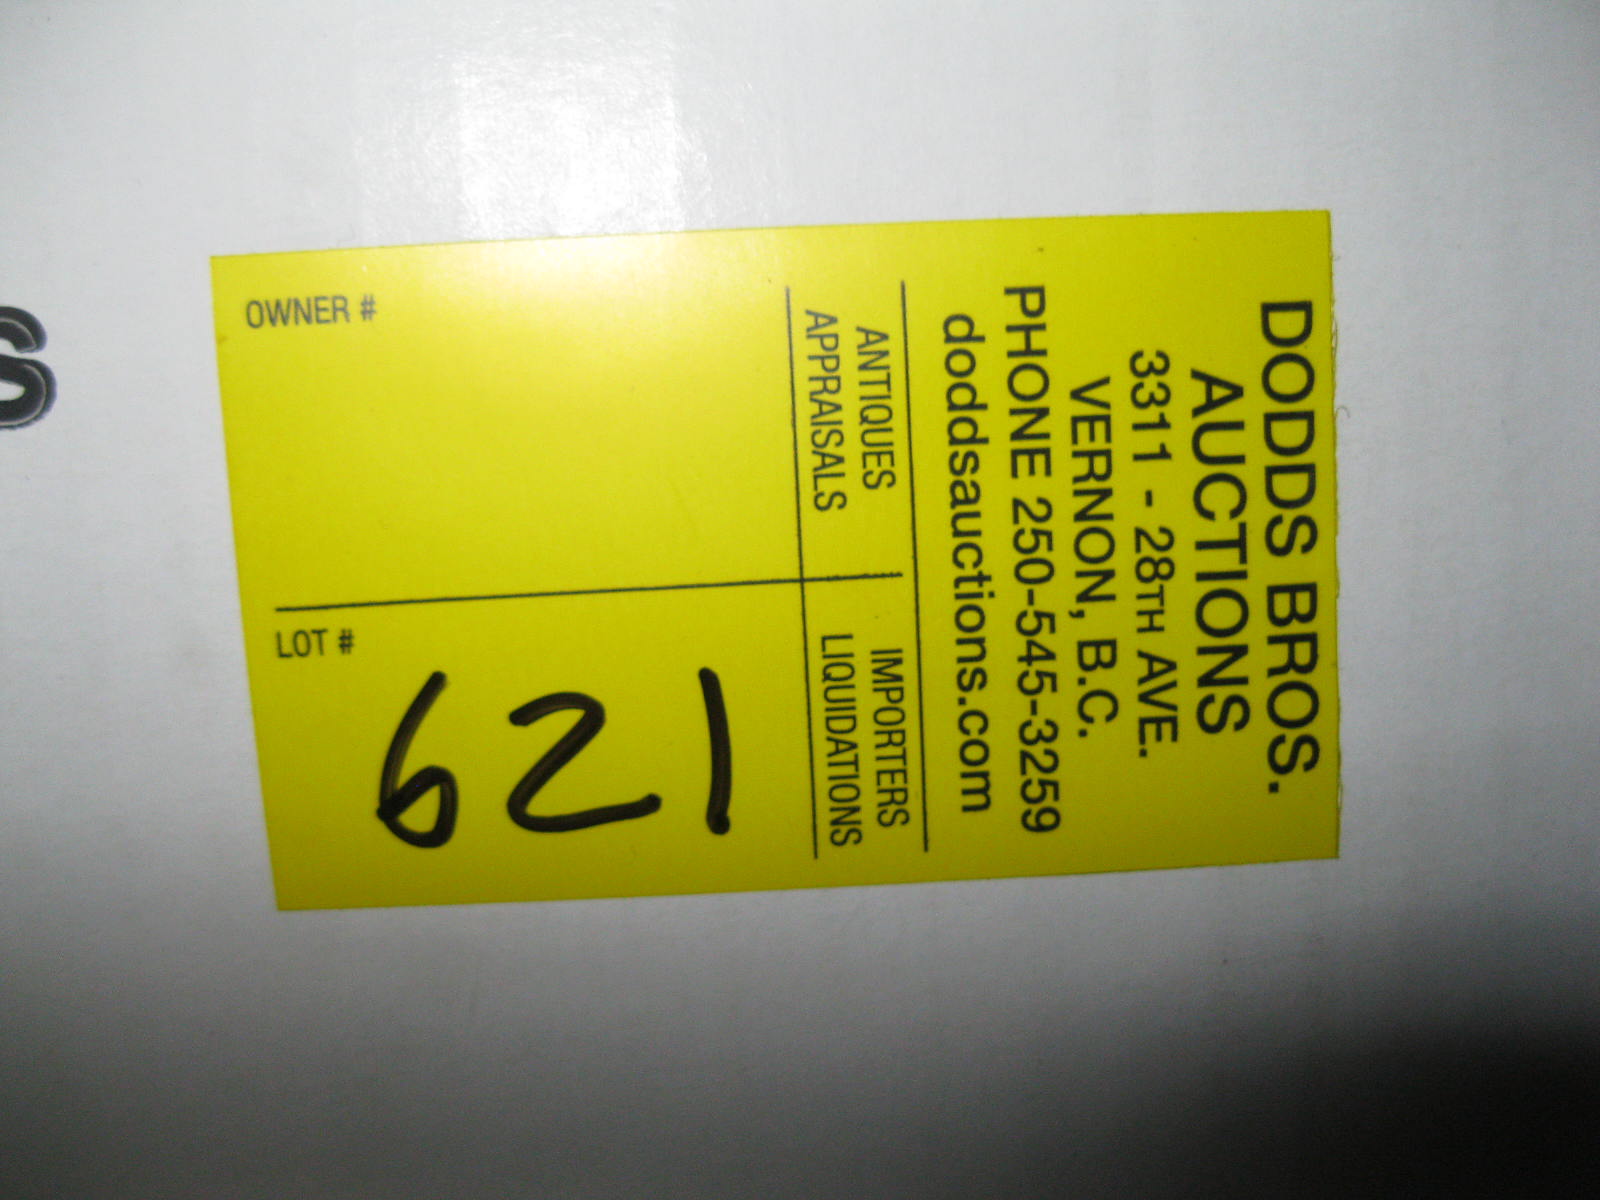 DODDS BROS.
AUCTIONS
3311 - 28TH AVE.
VERNON, B.C.
PHONE 250-545-3259
doddsauctions.com
ANTIQUES
APPRAISALS
IMPORTERS
LIQUIDATIONS
OWNER #
LOT #
621